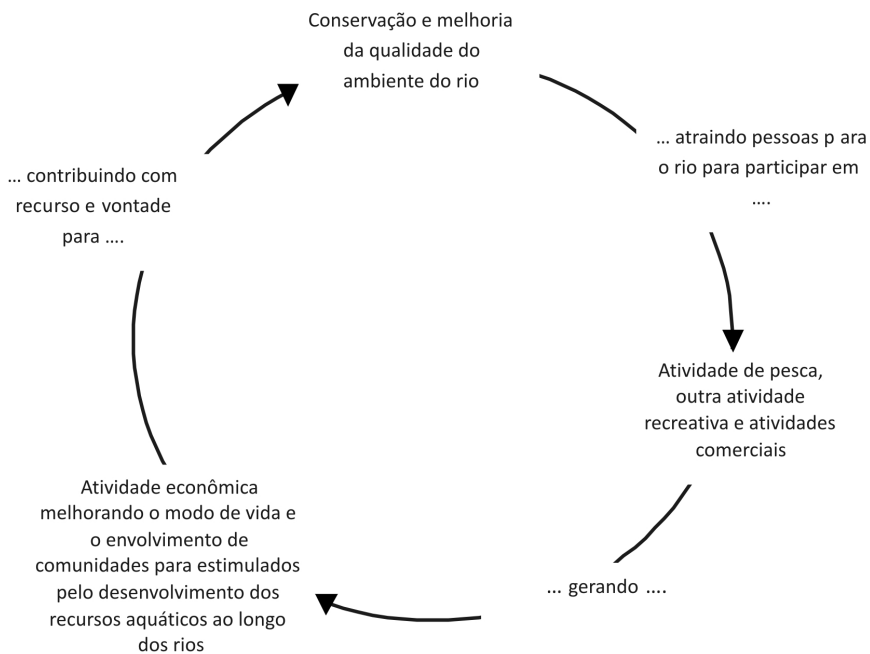 Conservação e melhoria
da qualidade do
ambiente do rio
... atraindo pessoas p ara
o rio para participar em
....
Atividade de pesca,
outra atividade
recreativa e atividades
comerciais
... gerando ....
Atividade econômica
melhorando o modo de vida e
o envolvimento de
comunidades para estimulados
pelo desenvolvimento dos
recursos aquáticos ao longo
dos rios
... contribuindo com
recurso e vontade
para ....